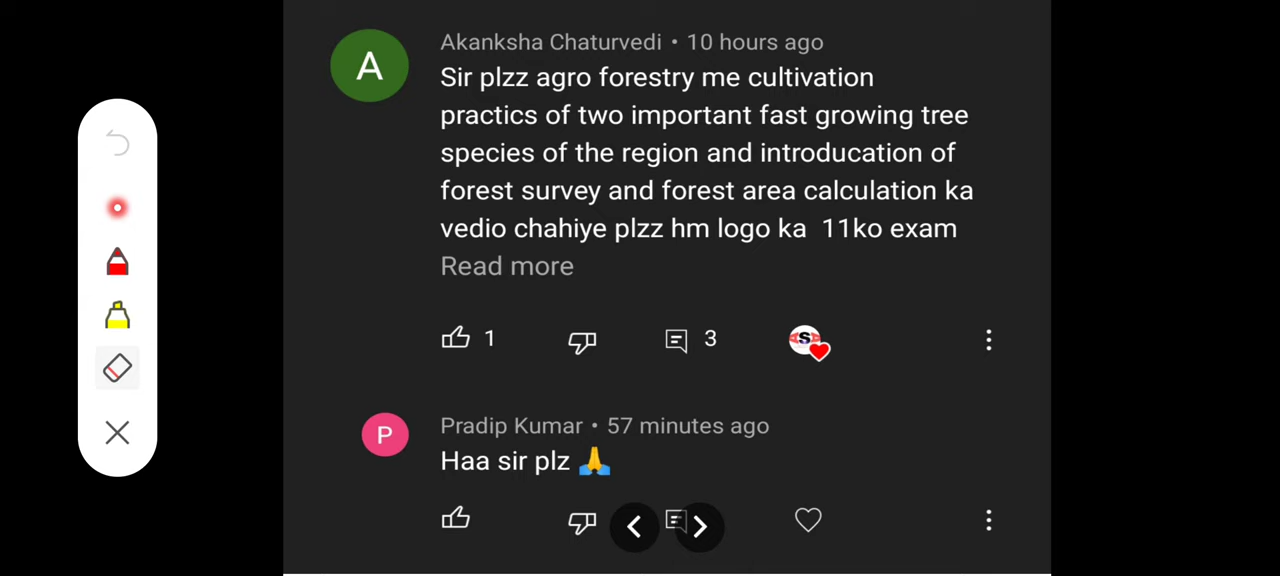 Akanksha Chaturvedi • 10 hours ago
A
Sir plzz agro forestry me cultivation
practics of two important fast growing tree
species of the region and introducation of
forest survey and forest area calculation ka
vedio chahiye plzz hm logo ka 11ko exam
Read more
1 3
S
Pradip Kumar • 57 minutes ago
P
Haa sir plz 🙏